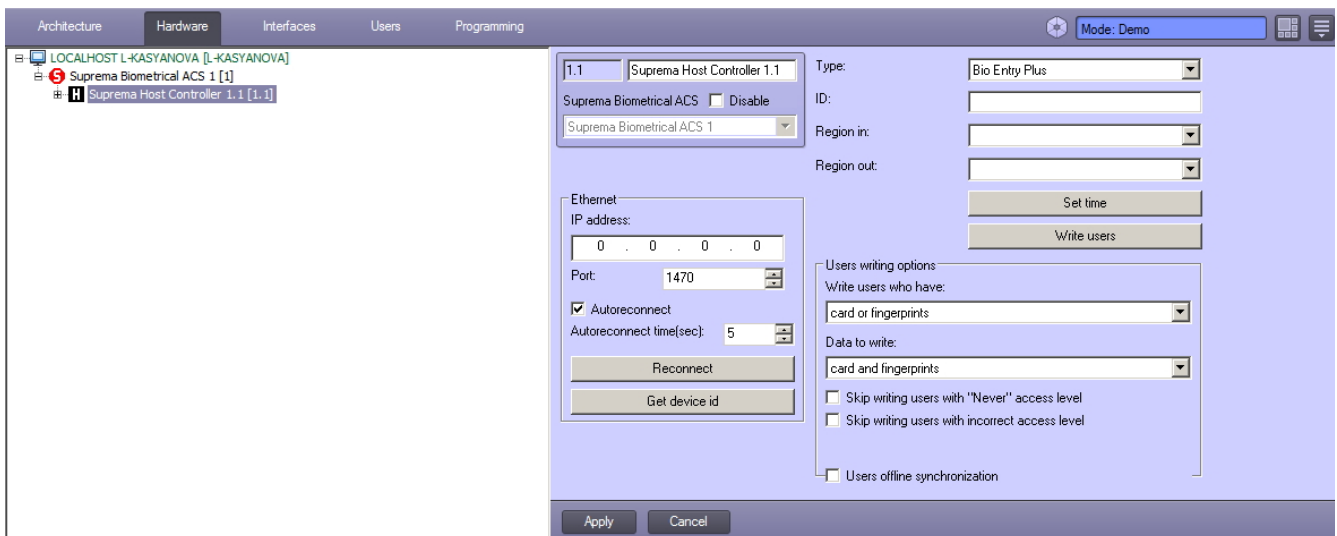 Architecture Hardware Interfaces Users Programming Mode: Demo
LOCALHOST L-KASYANOVA [L-KASYANOVA]
Suprema Biometrical ACS 1 [1]
Suprema Host Controller 1.1 [1.1]
1.1 Suprema Host Controller 1.1
Suprema Biometrical ACS Disable
Suprema Biometrical ACS 1
Ethernet
IP address:
0 . 0 . 0 . 0
Port: 1470
Autoreconnect
Autoreconnect time(sec): 5
Reconnect
Get device id
Type: Bio Entry Plus
ID:
Region in:
Region out:
Set time
Write users
Users writing options
Write users who have:
card or fingerprints
Data to write:
card and fingerprints
Skip writing users with "Never" access level
Skip writing users with incorrect access level
Users offline synchronization
Apply Cancel